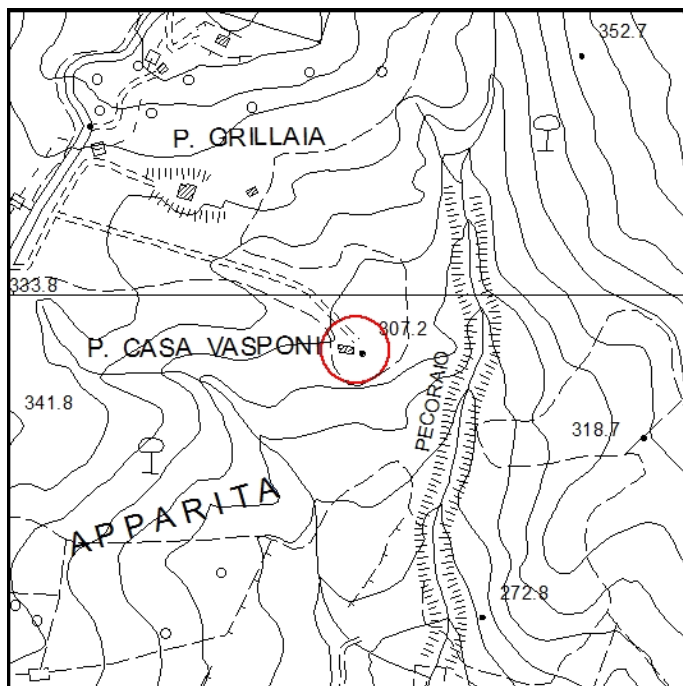 352.7
P. GRILLAIA
333.8
307.2
P. CASA VASPONI
PECORAIO
341.8
318.7
APPARITA
272.8